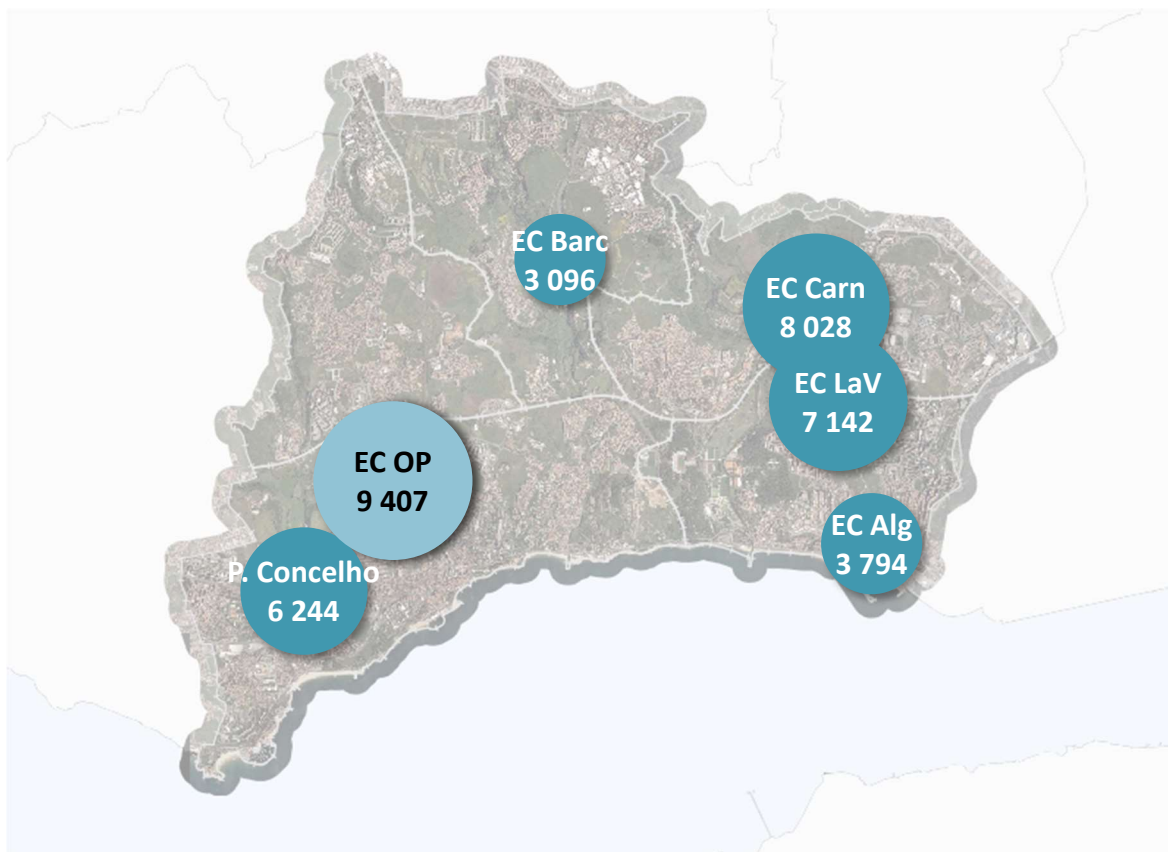 EC Barc
3 096
EC Carn
8 028
EC LaV
7 142
EC OP
9 407
EC Alg
3 794
P. Concelho
6 244